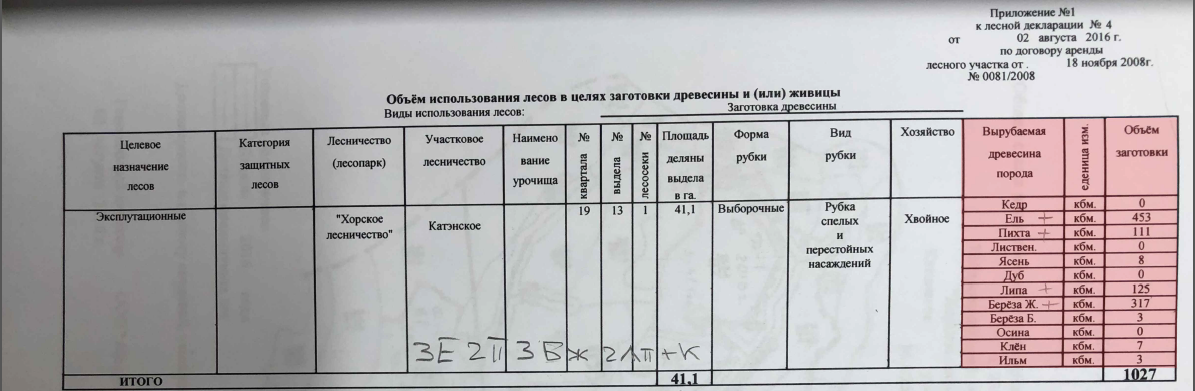 Приложение №1
к лесной декларации № 4
от 02 августа 2016 г.
по договору аренды
лесного участка от . 18 ноября 2008г.
№ 0081/2008
Объём использования лесов в целях заготовки древесины и (или) живицы
Виды использования лесов: Заготовка древесины
Целевое назначение лесов
Категория защитных лесов
Лесничество (лесопарк)
Участковое лесничество
Наимено вание урочища
№ квартала
№ выдела
№ лесосеки
Площадь деляны выдела в га.
Форма рубки
Вид рубки
Хозяйство
Вырубаемая древесина порода
еденица изм.
Объём заготовки
Эксплутационные
"Хорское лесничество"
Катэнское
19 13 1 41,1 Выборочные
Рубка спелых и перестойных насаждений
Хвойное
Кедр кбм. 0
Ель + кбм. 453
Пихта + кбм. 111
Листвен. кбм. 0
Ясень кбм. 8
Дуб кбм. 0
Липа + кбм. 125
Берёза Ж. + кбм. 317
Берёза Б. кбм. 3
Осина кбм. 0
Клён кбм. 7
Ильм кбм. 3
3Е 2П 3Бж 2Лп+К
ИТОГО 41,1 1027